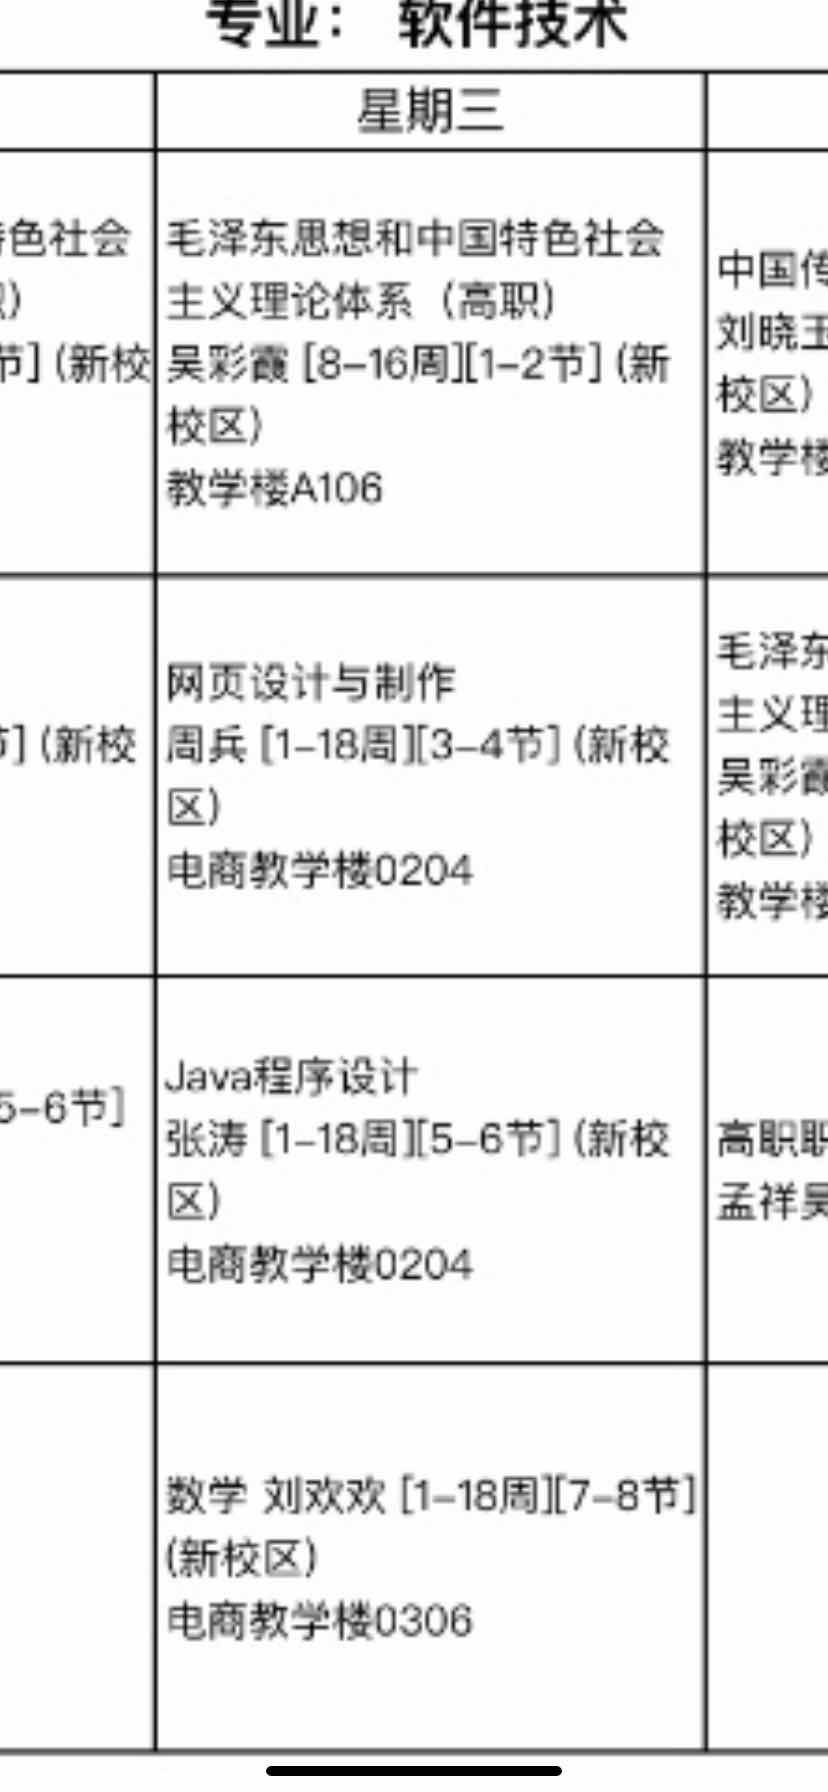 专业： 软件技术
星期三
色社会
节] (新校
毛泽东思想和中国特色社会
主义理论体系（高职）
吴彩霞 [8-16周][1-2节] (新
校区)
教学楼A106
中国传
刘晓玉
校区)
教学楼
节] (新校
网页设计与制作
周兵 [1-18周][3-4节] (新校
区)
电商教学楼0204
毛泽东
主义理
吴彩霞
校区)
教学楼
5-6节]
Java程序设计
张涛 [1-18周][5-6节] (新校
区)
电商教学楼0204
高职职
孟祥昊
数学 刘欢欢 [1-18周][7-8节]
(新校区)
电商教学楼0306